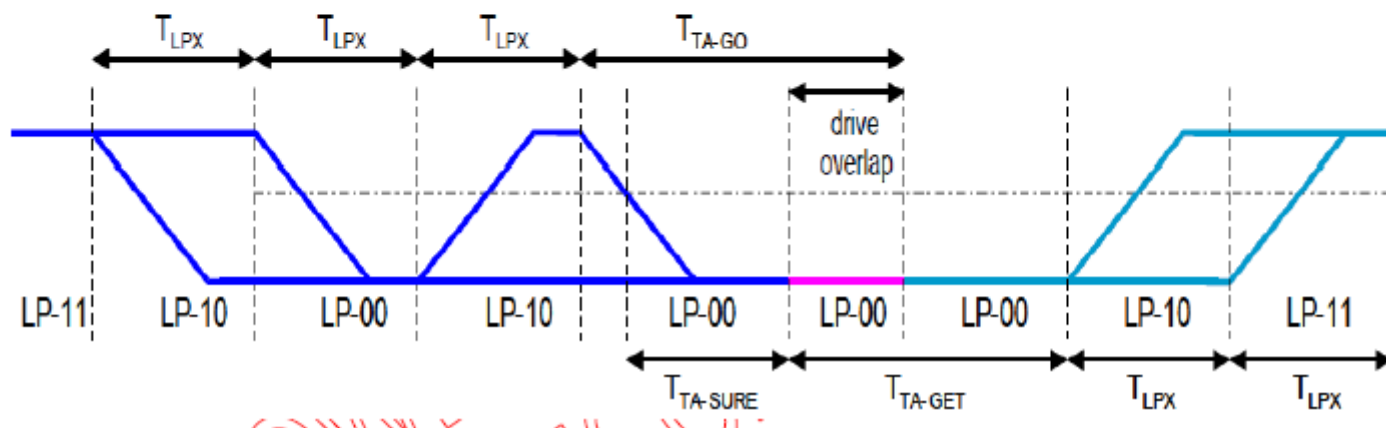 TLPX TLPX TLPX TTA-GO
drive
overlap
LP-11 LP-10 LP-00 LP-10 LP-00 LP-00 LP-00 LP-10 LP-11
TTA-SURE TTA-GET TLPX TLPX